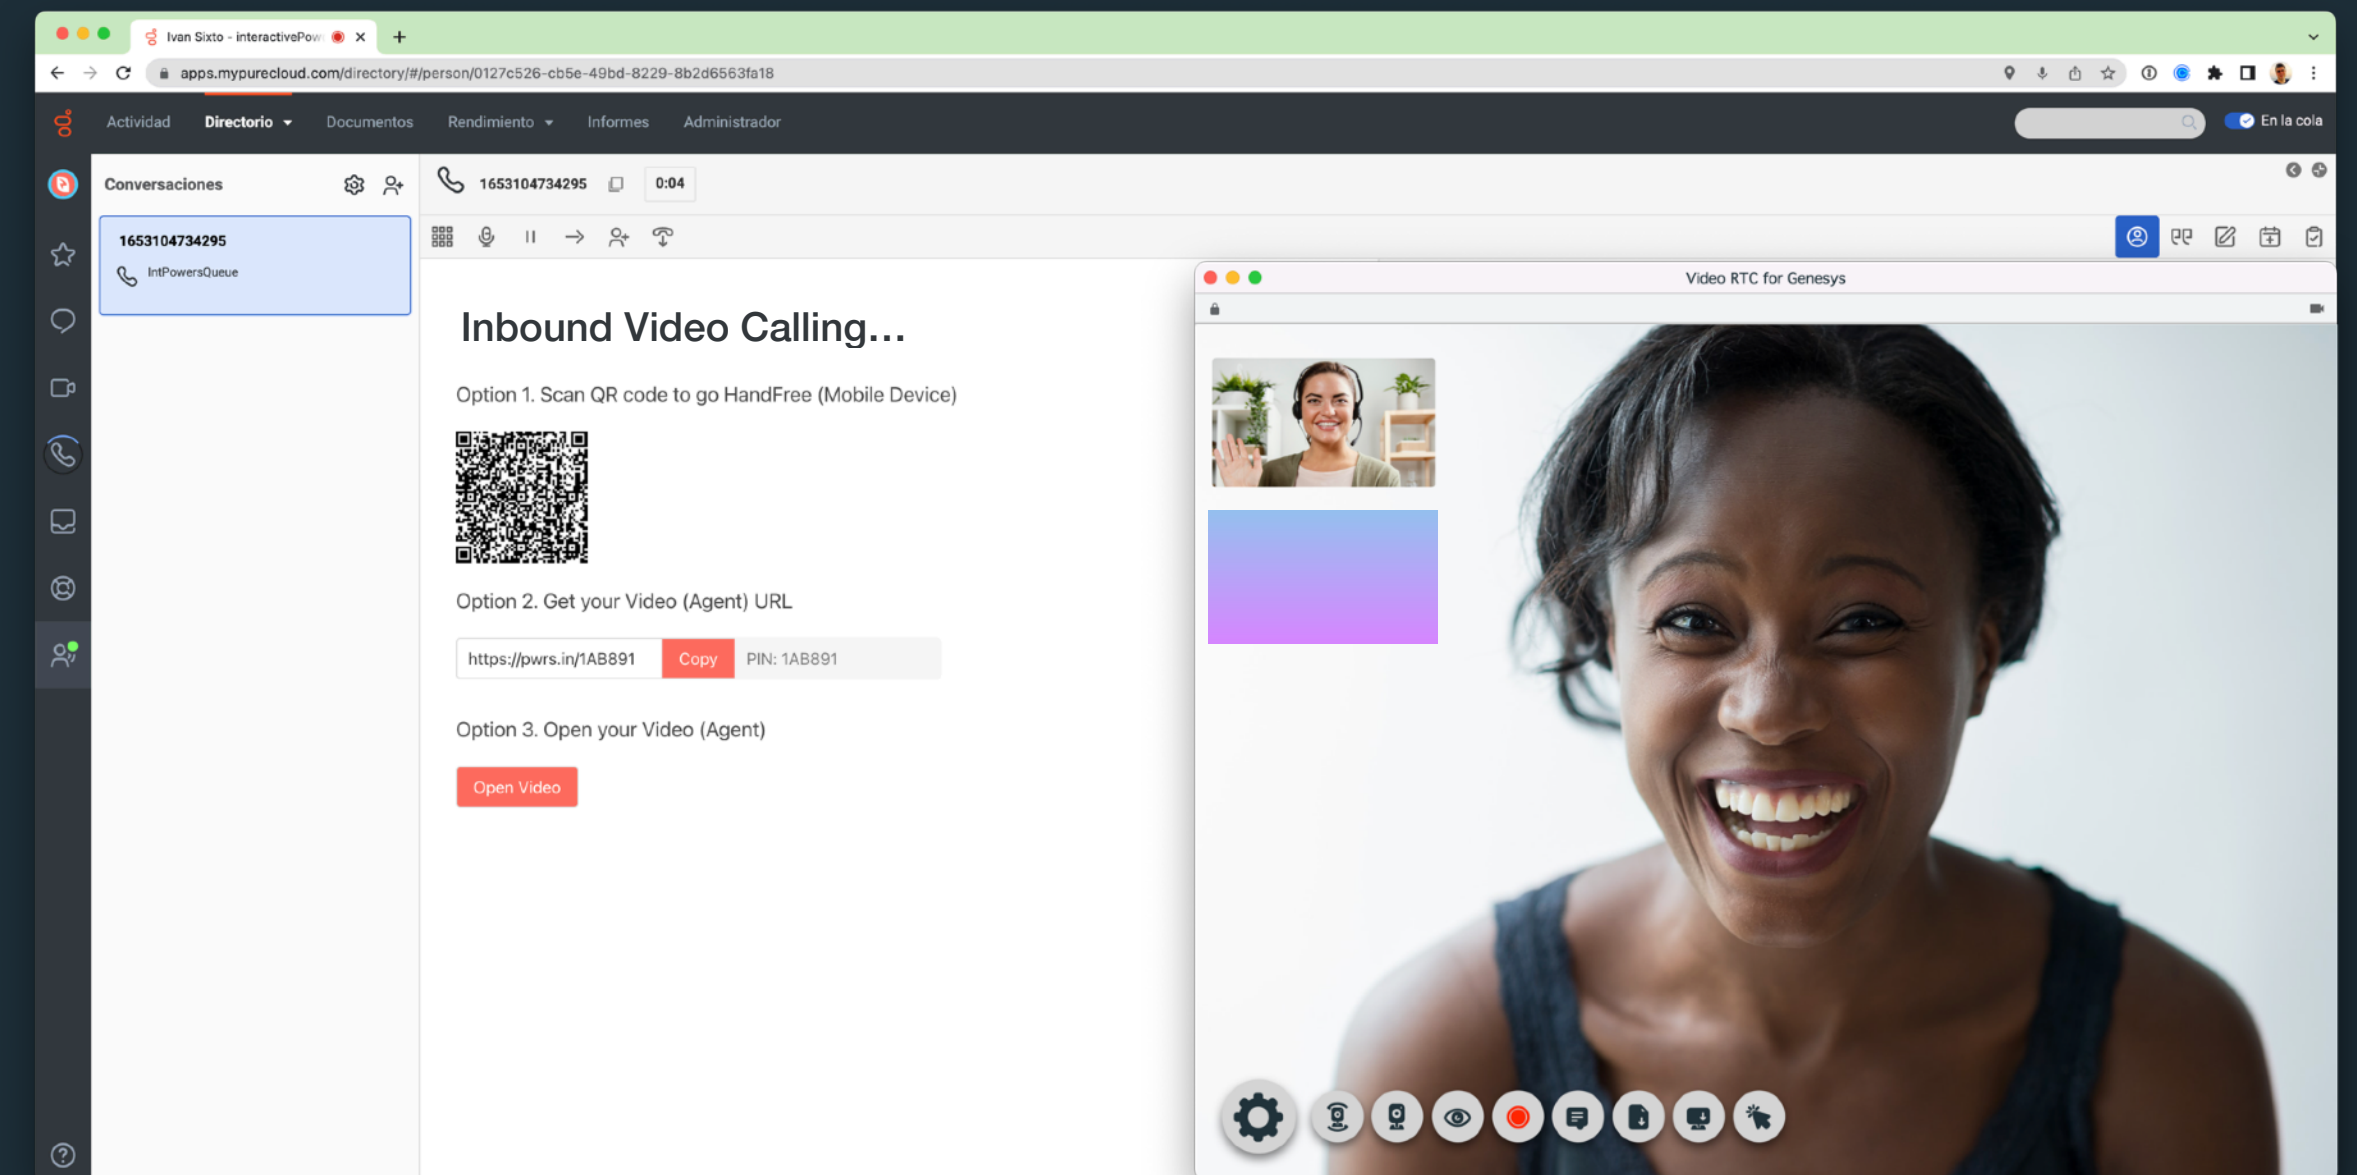 Ivan Sixto - interactivePow
apps.mypurecloud.com/directory/#/person/0127c526-cb5e-49bd-8229-8b2d6563fa18
Actividad Directorio Documentos Rendimiento Informes Administrador En la cola
Conversaciones
1653104734295 0:04
1653104734295
IntPowersQueue
Video RTC for Genesys
Inbound Video Calling...
Option 1. Scan QR code to go HandFree (Mobile Device)
Option 2. Get your Video (Agent) URL
https://pwrs.in/1AB891 Copy PIN: 1AB891
Option 3. Open your Video (Agent)
Open Video